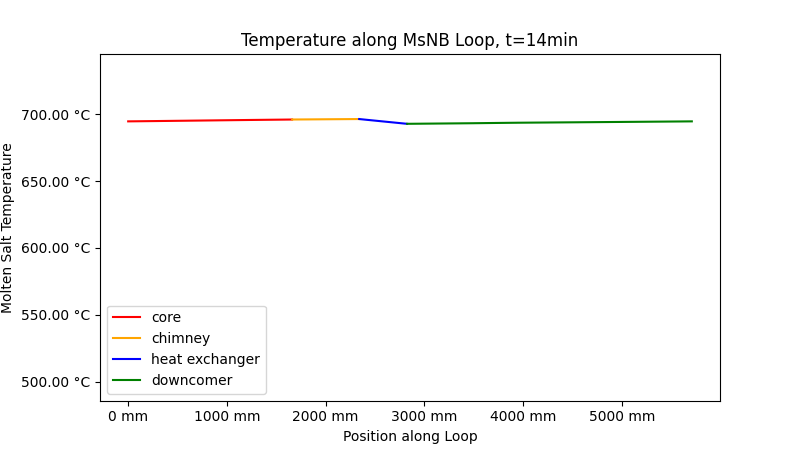 Temperature along MsNB Loop, t=14min
Molten Salt Temperature
700.00 °C
650.00 °C
600.00 °C
550.00 °C
500.00 °C
core
chimney
heat exchanger
downcomer
0 mm 1000 mm 2000 mm 3000 mm 4000 mm 5000 mm
Position along Loop